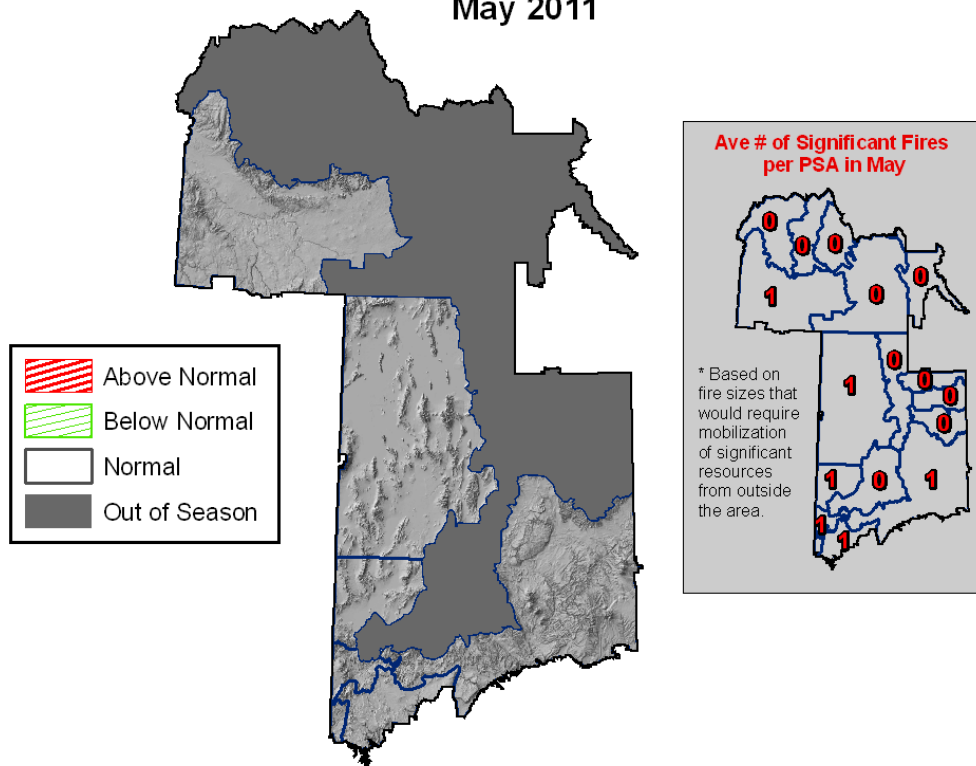 May 2011
Above Normal
Below Normal
Normal
Out of Season
Ave # of Significant Fires
per PSA in May
0
0
0
0
1
0
0
1
0
0
0
1
0
1
1
1
* Based on
fire sizes that
would require
mobilization
of significant
resources
from outside
the area.